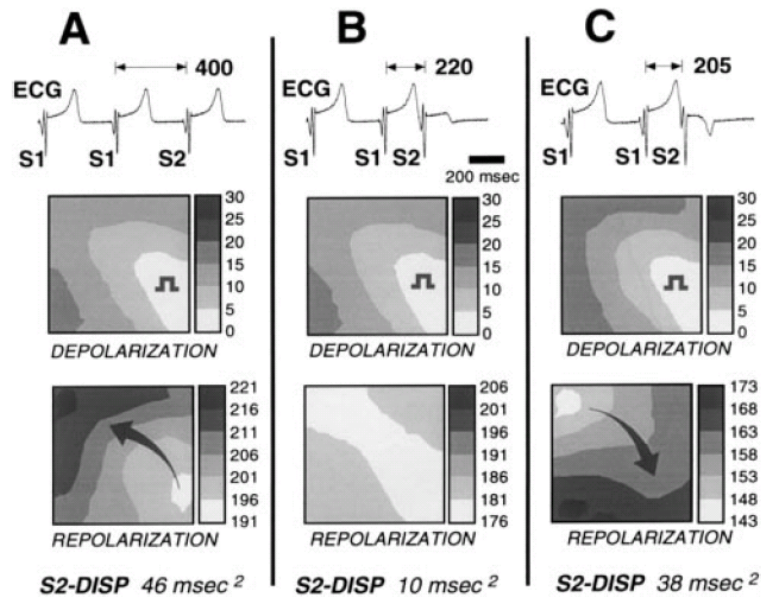 A
400
ECG
S1 S1 S2
30
25
20
15
10
5
0
DEPOLARIZATION
221
216
211
206
201
196
191
REPOLARIZATION
S2-DISP 46 msec 2
B
220
ECG
S1 S1 S2
200 msec
30
25
20
15
10
5
0
DEPOLARIZATION
206
201
196
191
186
181
176
REPOLARIZATION
S2-DISP 10 msec 2
C
205
ECG
S1 S1 S2
30
25
20
15
10
5
0
DEPOLARIZATION
173
168
163
158
153
148
143
REPOLARIZATION
S2-DISP 38 msec 2